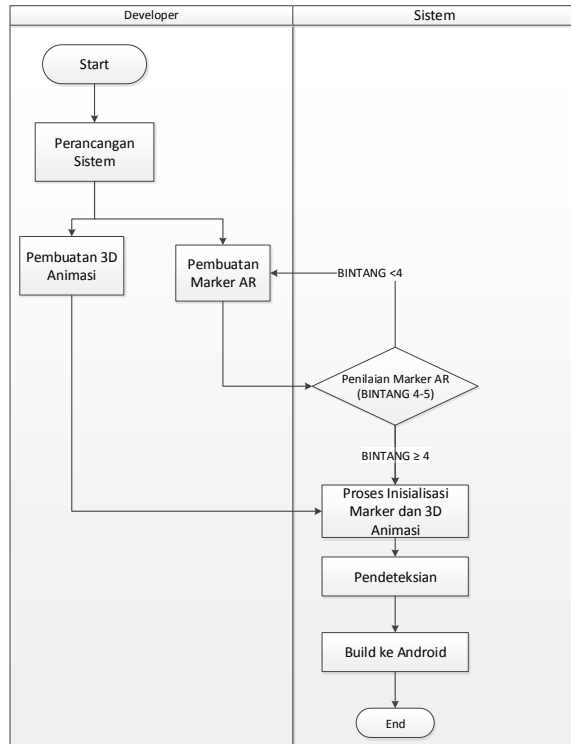 Developer
Sistem
Start
Perancangan
Sistem
Pembuatan 3D
Animasi
Pembuatan
Marker AR
BINTANG <4
Penilaian Marker AR
(BINTANG 4-5)
BINTANG ≥ 4
Proses Inisialisasi
Marker dan 3D
Animasi
Pendeteksian
Build ke Android
End